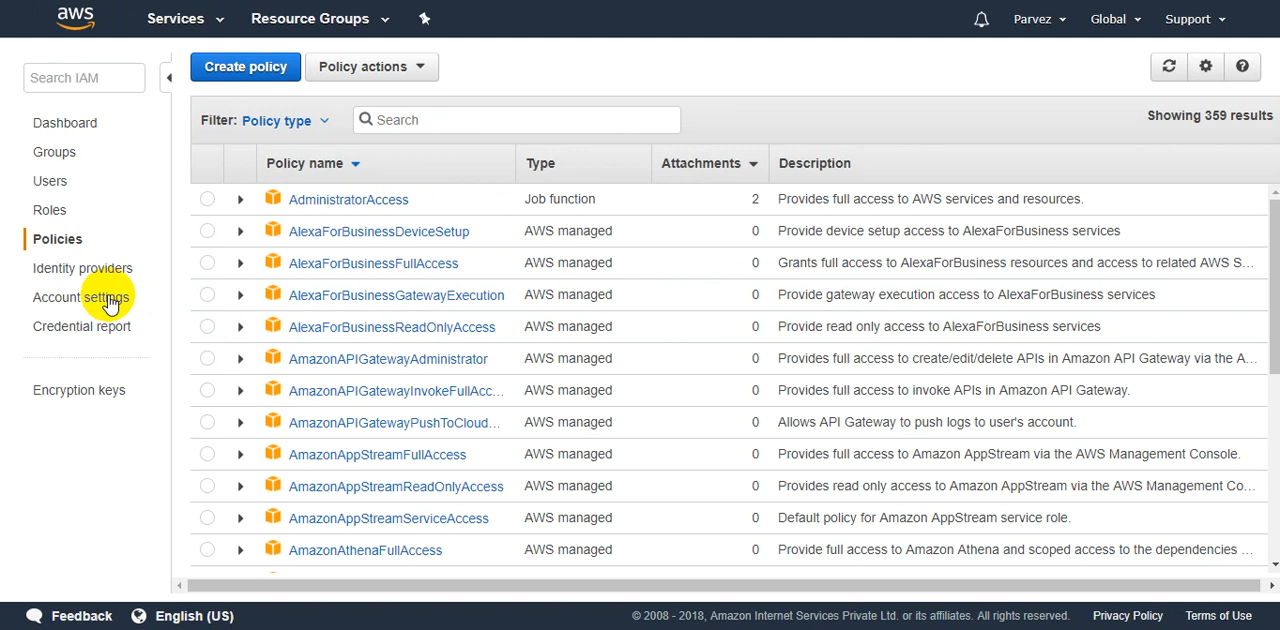 aws Services Resource Groups Parvez Global Support
Search IAM
Dashboard
Groups
Users
Roles
Policies
Identity providers
Account settings
Credential report
Encryption keys
Create policy Policy actions
Filter: Policy type Search Showing 359 results
Policy name Type Attachments Description
AdministratorAccess Job function 2 Provides full access to AWS services and resources.
AlexaForBusinessDeviceSetup AWS managed 0 Provide device setup access to AlexaForBusiness services
AlexaForBusinessFullAccess AWS managed 0 Grants full access to AlexaForBusiness resources and access to related AWS S...
AlexaForBusinessGatewayExecution AWS managed 0 Provide gateway execution access to AlexaForBusiness services
AlexaForBusinessReadOnlyAccess AWS managed 0 Provide read only access to AlexaForBusiness services
AmazonAPIGatewayAdministrator AWS managed 0 Provides full access to create/edit/delete APIs in Amazon API Gateway via the A...
AmazonAPIGatewayInvokeFullAcc... AWS managed 0 Provides full access to invoke APIs in Amazon API Gateway.
AmazonAPIGatewayPushToCloud... AWS managed 0 Allows API Gateway to push logs to user's account.
AmazonAppStreamFullAccess AWS managed 0 Provides full access to Amazon AppStream via the AWS Management Console.
AmazonAppStreamReadOnlyAccess AWS managed 0 Provides read only access to Amazon AppStream via the AWS Management Co...
AmazonAppStreamServiceAccess AWS managed 0 Default policy for Amazon AppStream service role.
AmazonAthenaFullAccess AWS managed 0 Provide full access to Amazon Athena and scoped access to the dependencies ...
Feedback English (US) © 2008 - 2018, Amazon Internet Services Private Ltd. or its affiliates. All rights reserved. Privacy Policy Terms of Use